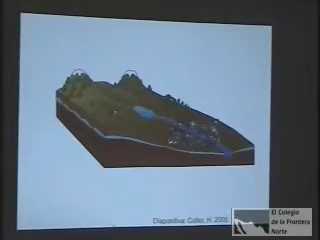 Diapositiva: Cotler, H. 2005
El Colegio
de la Frontera
Norte